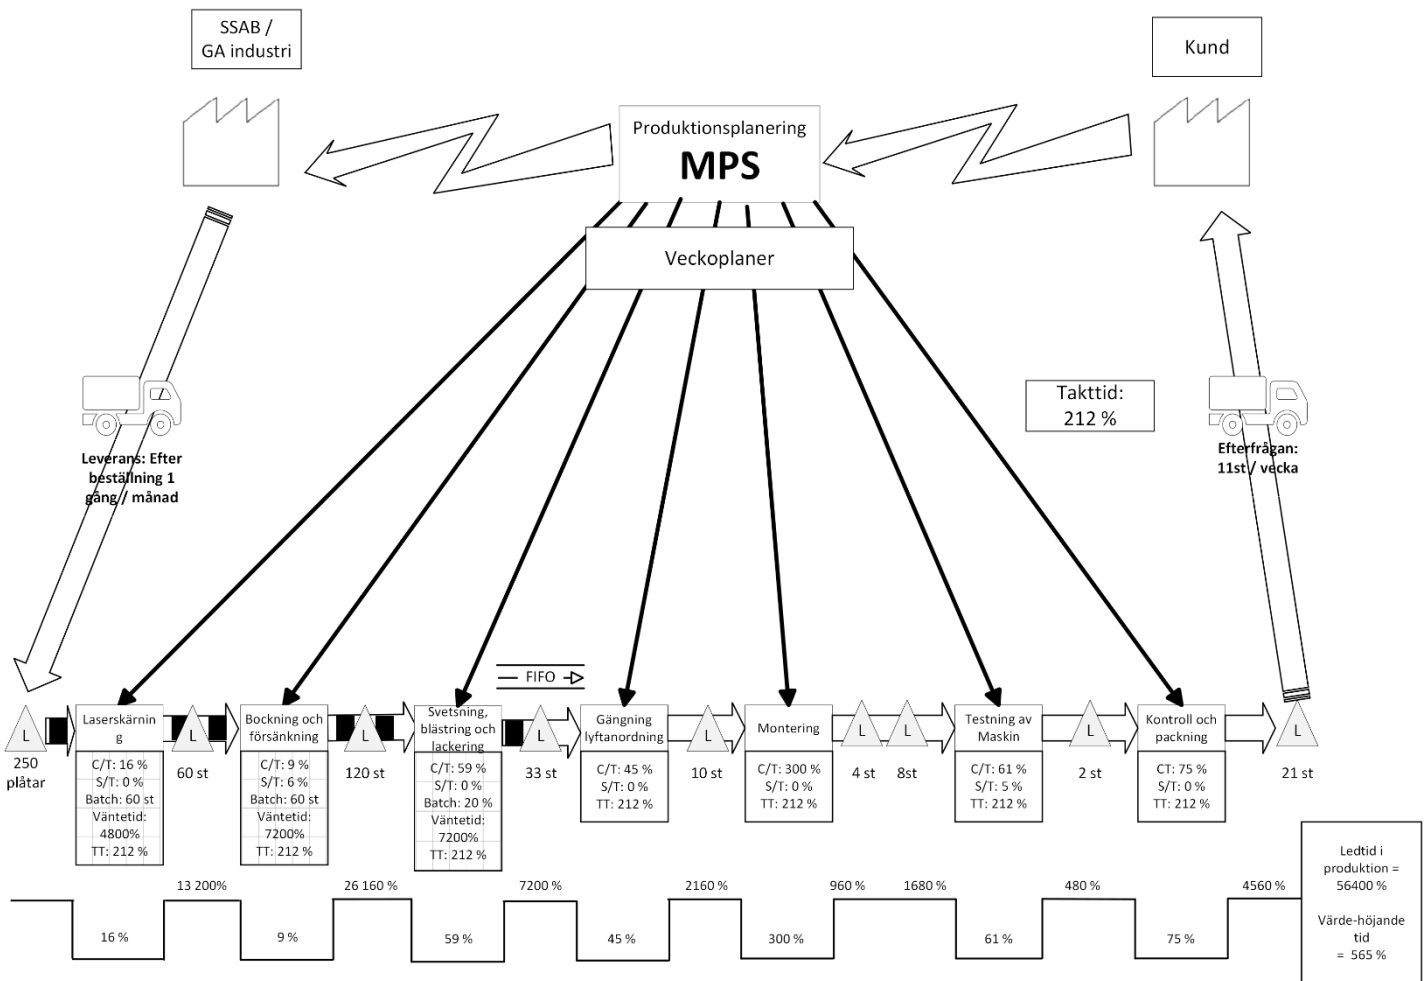 SSAB /
GA industri
Kund
Produktionsplanering
MPS
Veckoplaner
Takttid:
212 %
Leverans: Efter
beställning 1
gång / månad
Efterfrågan:
11st / vecka
FIFO
L
250
plåtar
Laserskärnin
g
C/T: 16 %
S/T: 0 %
Batch: 60 st
Väntetid:
4800%
TT: 212 %
L
60 st
Bockning och
försänkning
C/T: 9 %
S/T: 6 %
Batch: 60 st
Väntetid:
7200%
TT: 212 %
L
120 st
Svetsning,
blästring och
lackering
C/T: 59 %
S/T: 0 %
Batch: 20 %
Väntetid:
7200%
TT: 212 %
L
33 st
Gängning
lyftanordning
C/T: 45 %
S/T: 0 %
TT: 212 %
L
10 st
Montering
C/T: 300 %
S/T: 0 %
TT: 212 %
L
4 st
L
8st
Testning av
Maskin
C/T: 61 %
S/T: 5 %
TT: 212 %
L
2 st
Kontroll och
packning
CT: 75 %
S/T: 0 %
TT: 212 %
L
21 st
13 200%
26 160 %
7200 %
2160 %
960 %
1680 %
480 %
4560 %
16 %
9 %
59 %
45 %
300 %
61 %
75 %
Ledtid i
produktion =
56400 %
Värde-höjande
tid
= 565 %